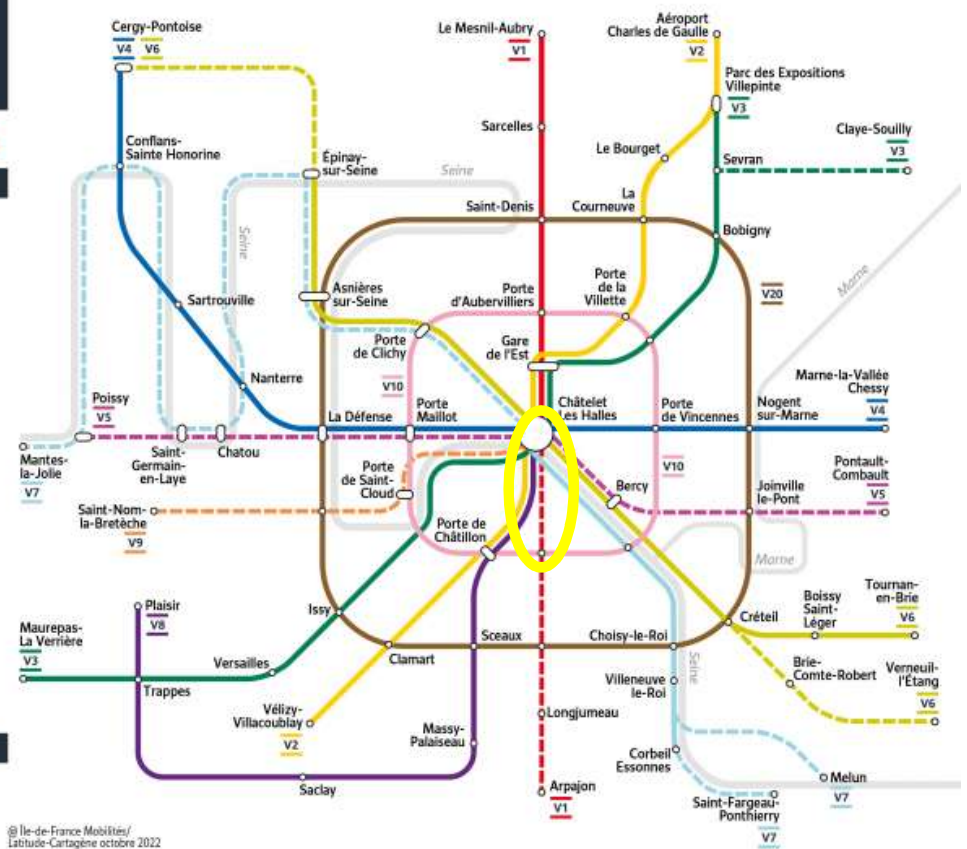 Cergy-Pontoise
V4 V6
Le Mesnil-Aubry
V1
Aéroport
Charles de Gaulle
V2
Parc des Expositions
Villepinte
V3
Claye-Souilly
V3
Conflans-
Sainte Honorine
Sarcelles
Épinay-
sur-Seine
Le Bourget
Sevran
Seine
Saint-Denis
La
Courneuve
Bobigny
Seine
Marne
Sartrouville
Asnières
sur-Seine
Porte
d'Aubervilliers
Porte
de la
Villette
V20
Porte
de Clichy
Gare
de l'Est
Nanterre
V10
Marne-la-Vallée
Chessy
V4
Poissy
V5
La Défense
Porte
Maillot
Châtelet
Les Halles
Porte
de Vincennes
Nogent
sur-Marne
Mantes-
la-Jolie
V7
Saint-
Germain-
en-Laye
Chatou
Porte
de Saint-
Cloud
V10
Bercy
Joinville
le-Pont
Pontault-
Combault
V5
Saint-Nom-
la-Bretèche
V9
Porte de
Châtillon
Marne
Plaisir
V8
Issy
Boissy
Saint-
Léger
Tournan-
en-Brie
V6
Créteil
Maurepas-
La Verrière
V3
Versailles
Clamart
Sceaux
Choisy-le-Roi
Seine
Trappes
Villeneuve
le-Roi
Brie-
Comte-Robert
Verneuil-
l'Étang
V6
Vélizy-
Villacoublay
V2
Massy-
Palaiseau
Longjumeau
Corbeil
Essonnes
Saclay
Arpajon
V1
Melun
V7
Saint-Fargeau-
Ponthierry
V7
@ Île-de-France Mobilités/
Latitude-Cartagène octobre 2022